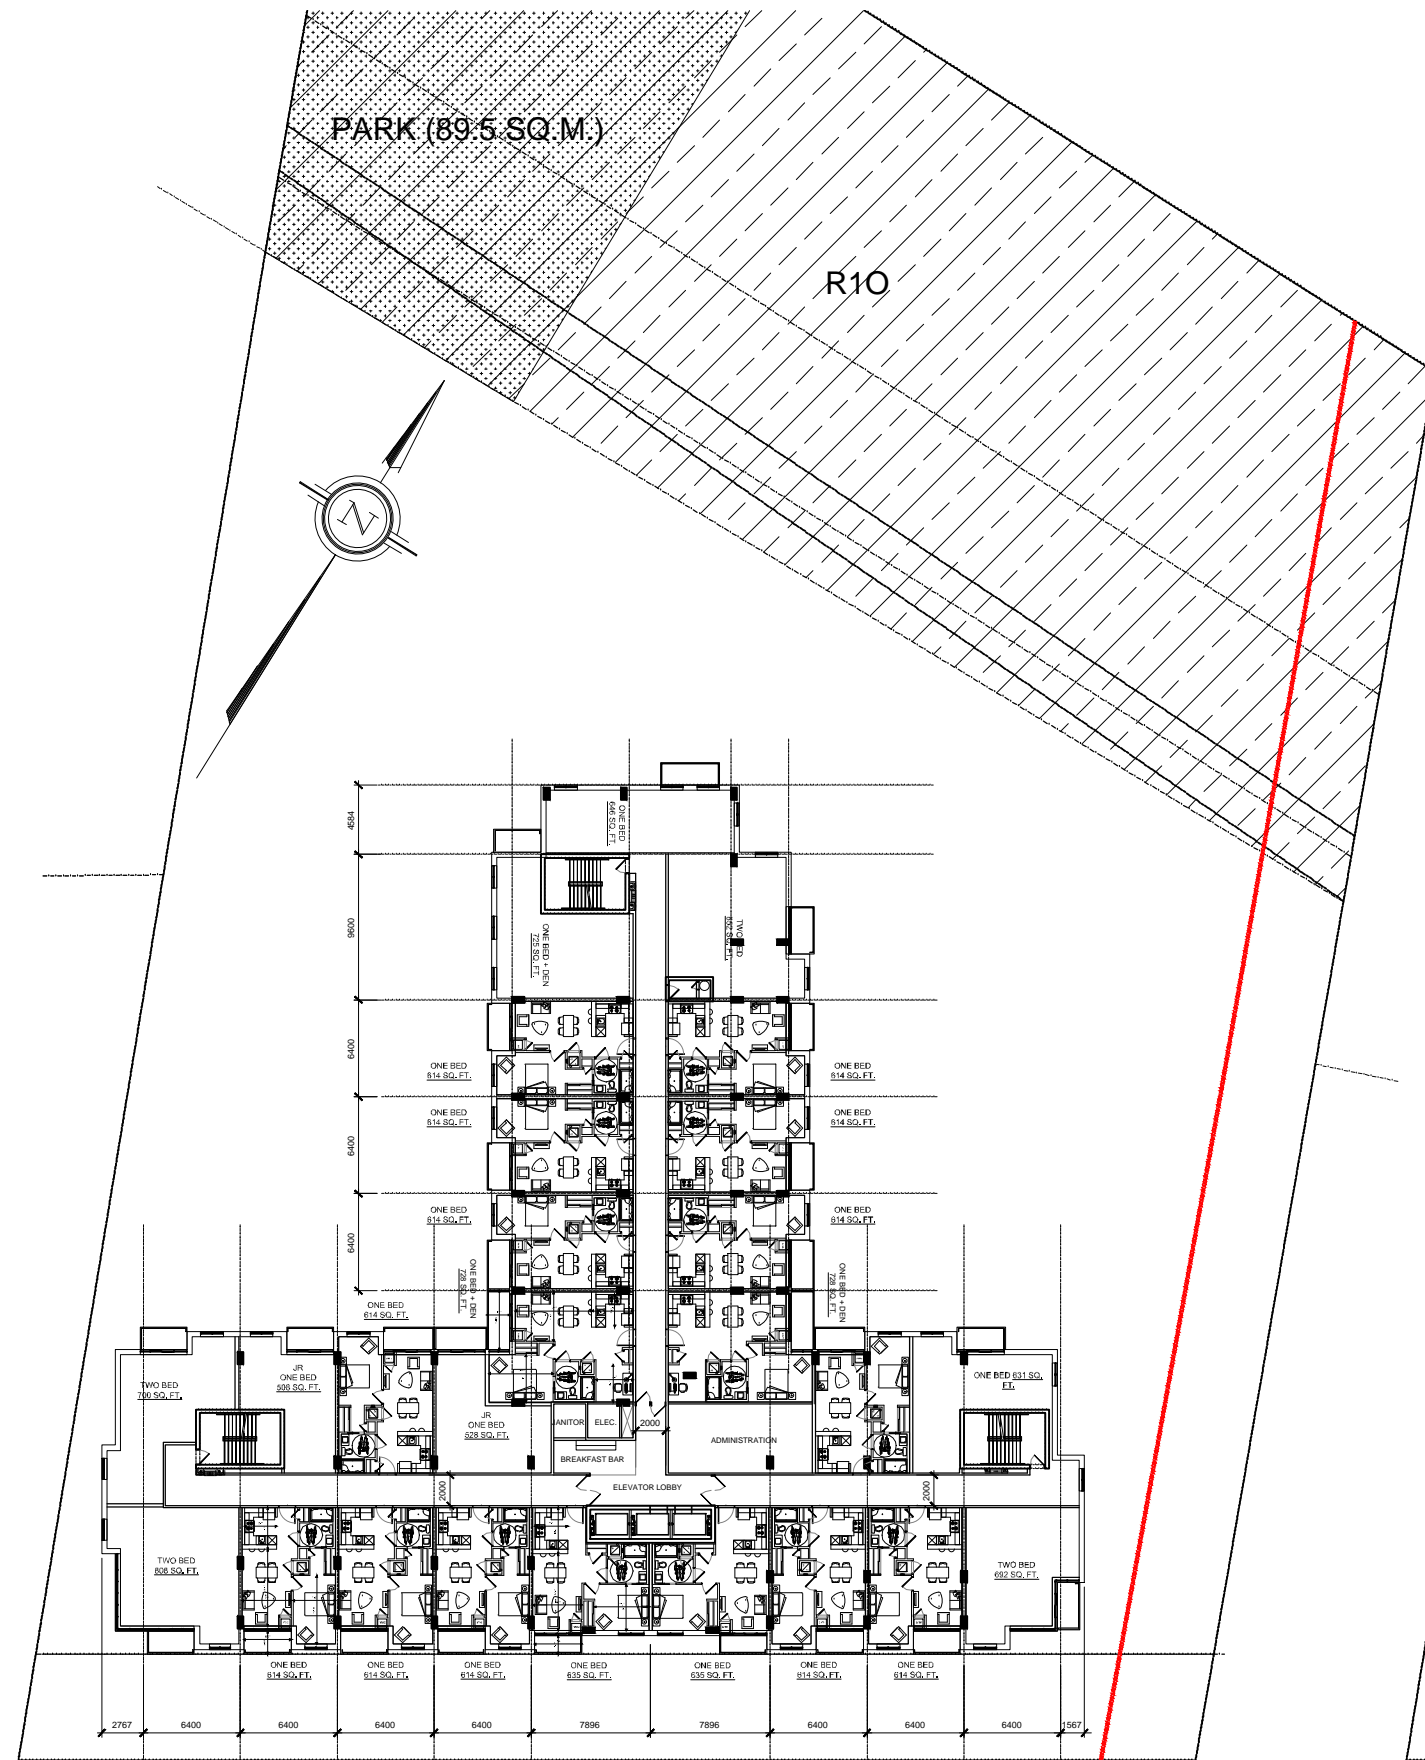 PARK (89.5 SQ.M.)
R1O
N
4584
ONE BED
646 SQ. FT.
9600
ONE BED + DEN
725 SQ. FT.
TWO BED
6400
ONE BED
614 SQ. FT.
ONE BED
614 SQ. FT.
ONE BED
614 SQ. FT.
ONE BED
614 SQ. FT.
6400
ONE BED
614 SQ. FT.
ONE BED
614 SQ. FT.
6400
ONE BED + DEN
728 SQ. FT.
ONE BED + DEN
728 SQ. FT.
ONE BED
614 SQ. FT.
TWO BED
700 SQ. FT.
JR
ONE BED
506 SQ. FT.
JR
ONE BED
528 SQ. FT.
JANITOR
ELEC.
2000
ADMINISTRATION
ONE BED 631 SQ.
FT.
BREAKFAST BAR
ELEVATOR LOBBY
2000
2000
TWO BED
808 SQ. FT.
TWO BED
692 SQ. FT.
ONE BED
614 SQ. FT.
ONE BED
614 SQ. FT.
ONE BED
614 SQ. FT.
ONE BED
635 SQ. FT.
ONE BED
635 SQ. FT.
ONE BED
614 SQ. FT.
ONE BED
614 SQ. FT.
2767
6400
6400
6400
6400
7896
7896
6400
6400
6400
1567